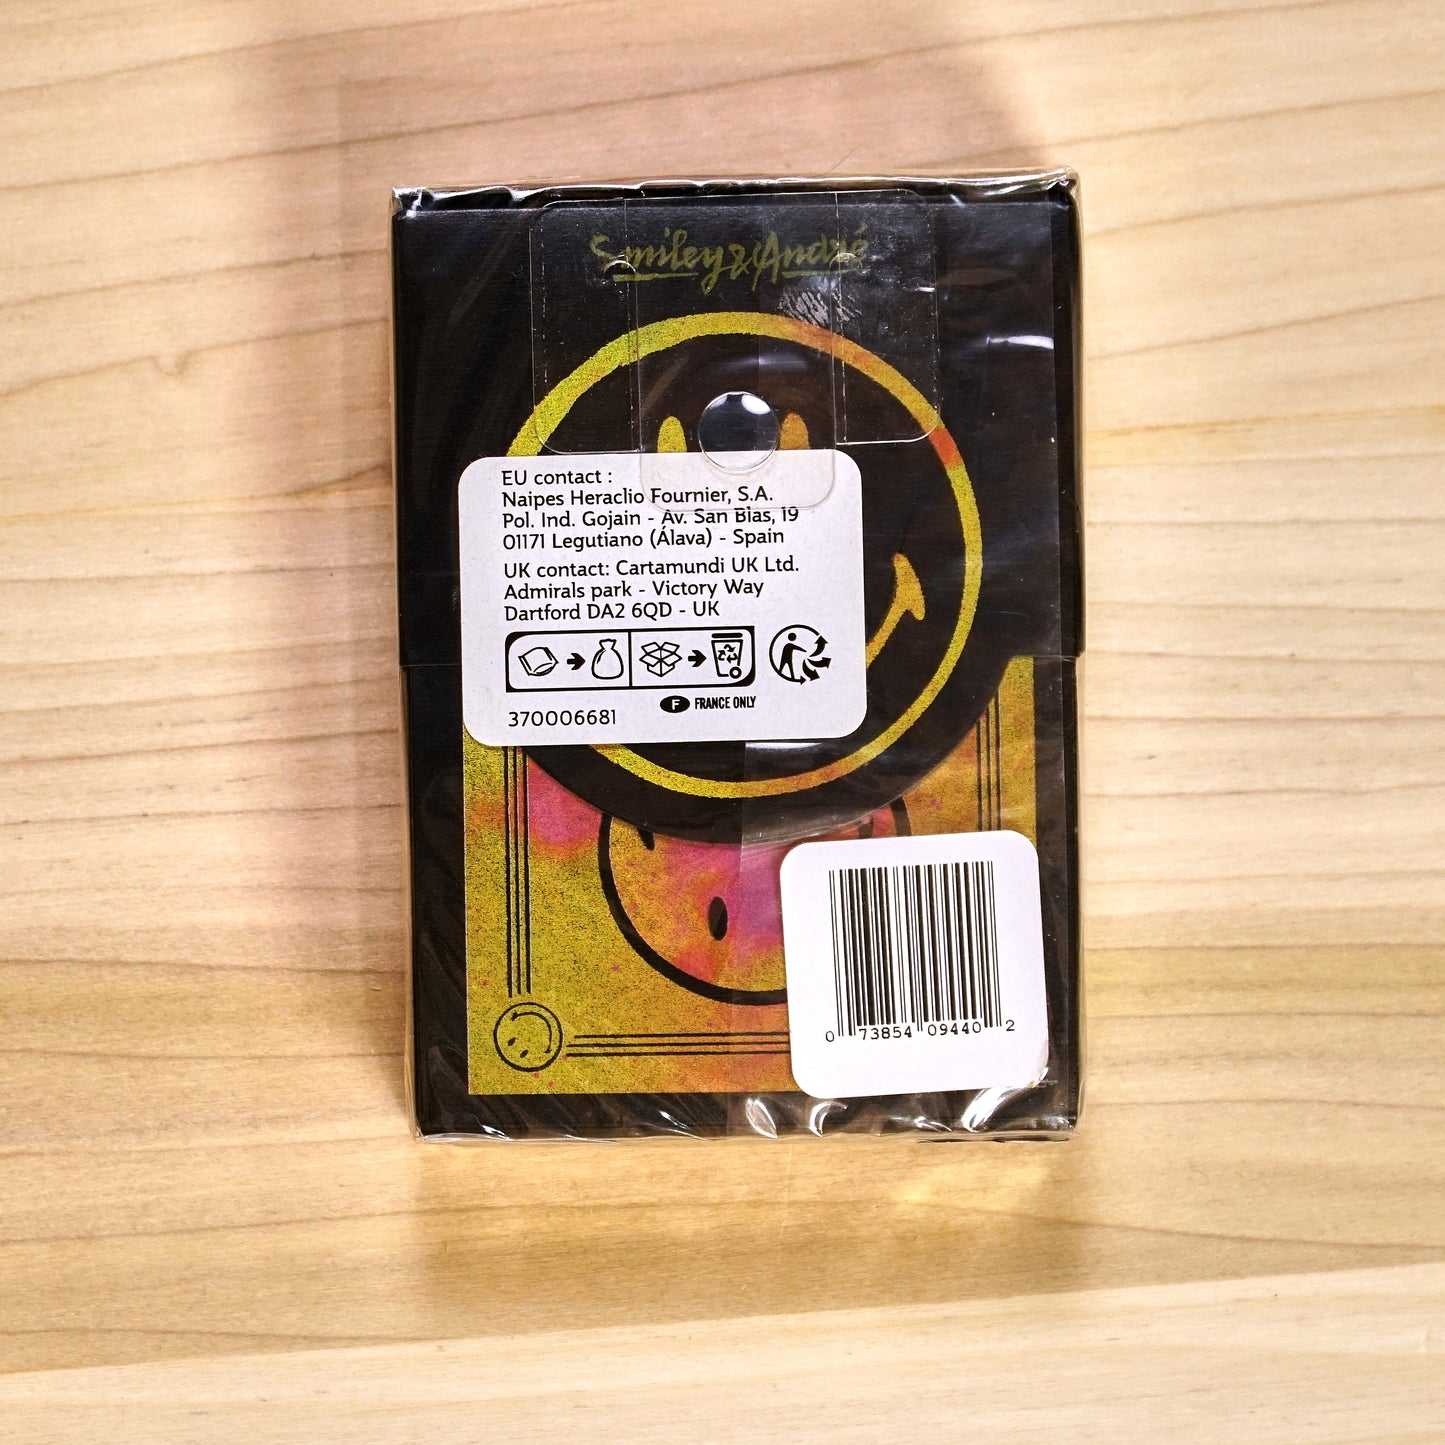 Smiley & André
EU contact :
Naipes Heraclio Fournier, S.A.
Pol. Ind. Gojain - Av. San Blas, 19
01171 Legutiano (Álava) - Spain
UK contact: Cartamundi UK Ltd.
Admirals park - Victory Way
Dartford DA2 6QD - UK
F FRANCE ONLY
370006681
0 73854 09440 2